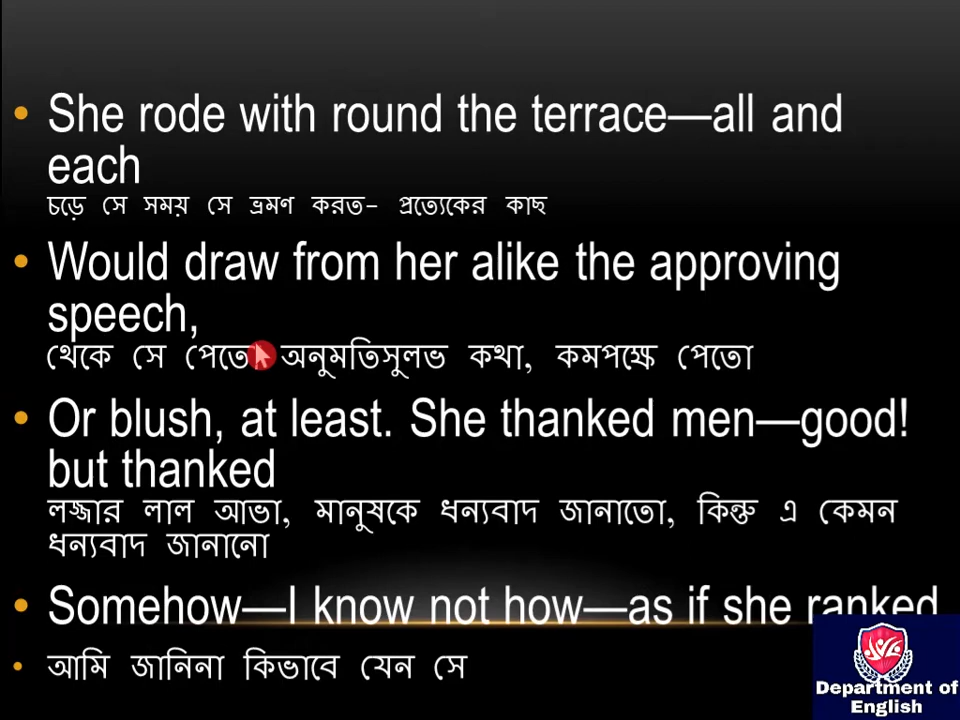 • She rode with round the terrace—all and
each
চড়ে সে সময় সে ভ্রমণ করত– প্রত্যেকের কাছ
• Would draw from her alike the approving
speech,
থেকে সে পেতো অনুমতিসুলভ কথা, কমপক্ষে পেতো
• Or blush, at least. She thanked men—good!
but thanked
লজ্জার লাল আভা, মানুষকে ধন্যবাদ জানাতো, কিন্তু এ কেমন
ধন্যবাদ জানানো
• Somehow—I know not how—as if she ranked
• আমি জানিনা কিভাবে যেন সে
Department of
English